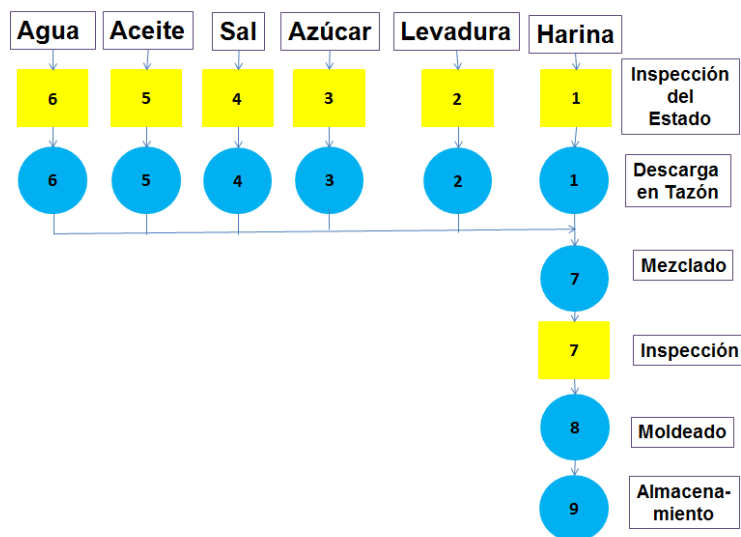 Agua Aceite Sal Azúcar Levadura Harina
6 5 4 3 2 1
Inspección
del
Estado
6 5 4 3 2 1
Descarga
en Tazón
7
Mezclado
7
Inspección
8
Moldeado
9
Almacena-
miento